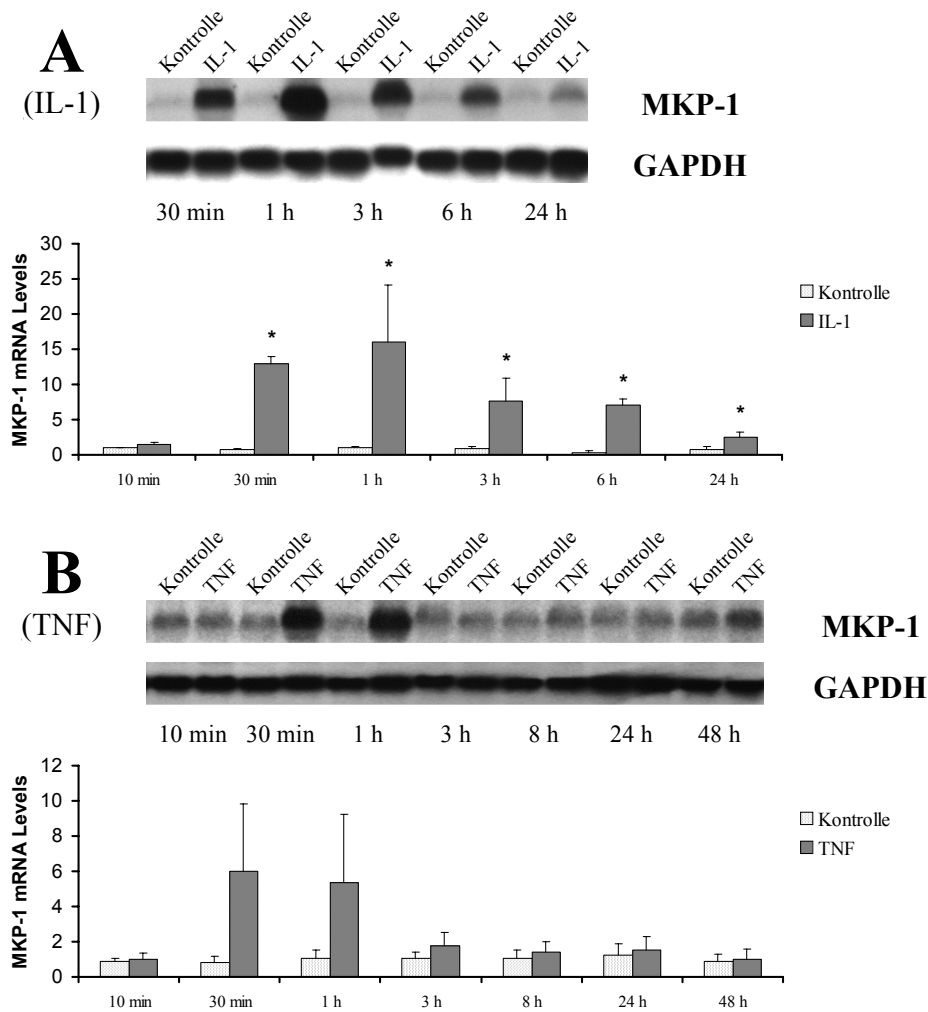 A
(IL-1)
Kontrolle IL-1 Kontrolle IL-1 Kontrolle IL-1 Kontrolle IL-1 Kontrolle IL-1
MKP-1
GAPDH
30 min 1 h 3 h 6 h 24 h
MKP-1 mRNA Levels
30
25
20
15
10
5
0
* * * * *
10 min 30 min 1 h 3 h 6 h 24 h
Kontrolle
IL-1
B
(TNF)
Kontrolle TNF Kontrolle TNF Kontrolle TNF Kontrolle TNF Kontrolle TNF Kontrolle TNF Kontrolle TNF
MKP-1
GAPDH
10 min 30 min 1 h 3 h 8 h 24 h 48 h
MKP-1 mRNA Levels
12
10
8
6
4
2
0
10 min 30 min 1 h 3 h 8 h 24 h 48 h
Kontrolle
TNF